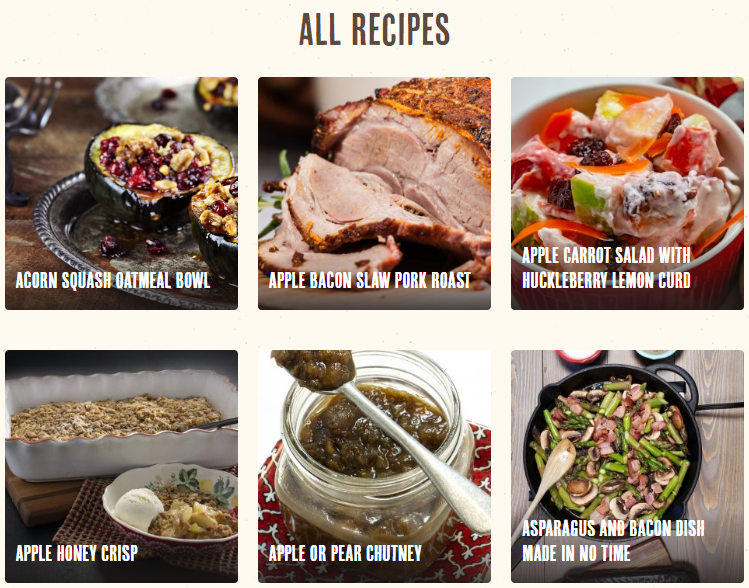 ALL RECIPES
ACORN SQUASH OATMEAL BOWL
APPLE BACON SLAW PORK ROAST
APPLE CARROT SALAD WITH
HUCKLEBERRY LEMON CURD
APPLE HONEY CRISP
APPLE OR PEAR CHUTNEY
ASPARAGUS AND BACON DISH
MADE IN NO TIME